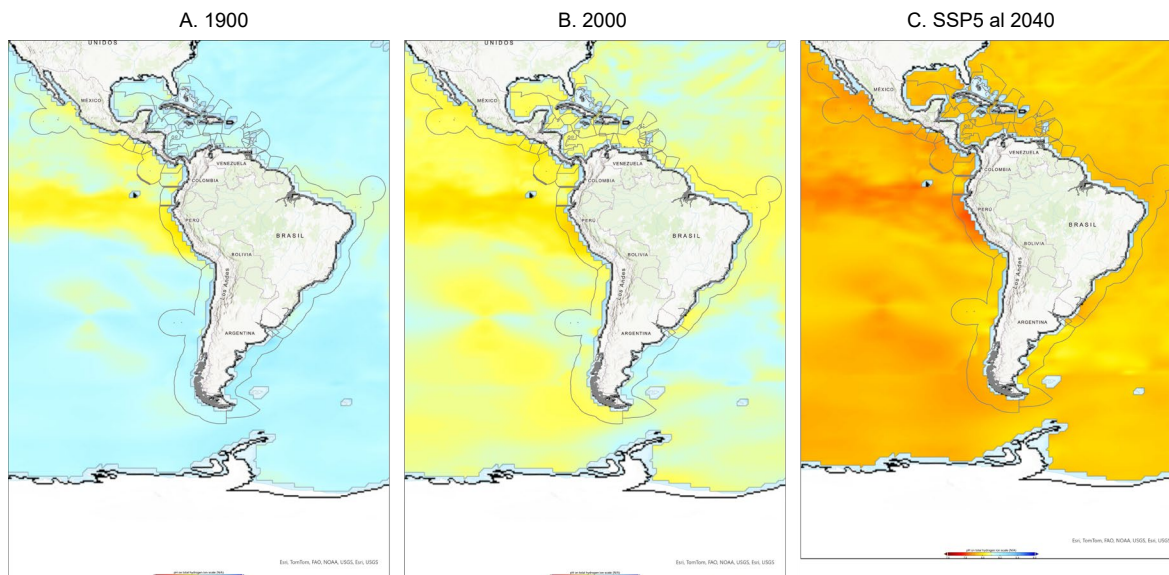 A. 1900
B. 2000
C. SSP5 al 2040
UNIDOS
MÉXICO
VENEZUELA
COLOMBIA
PERÚ
BRASIL
BOLIVIA
Los Andes
ARGENTINA
Esri, TomTom, FAO, NOAA, USGS, Esri, USGS
UNIDOS
MÉXICO
VENEZUELA
COLOMBIA
PERÚ
BRASIL
BOLIVIA
Los Andes
ARGENTINA
Esri, TomTom, FAO, NOAA, USGS, Esri, USGS
MÉXICO
VENEZUELA
COLOMBIA
PERÚ
BRASIL
BOLIVIA
Los Andes
ARGENTINA
Esri, TomTom, FAO, NOAA, USGS, Esri, USGS